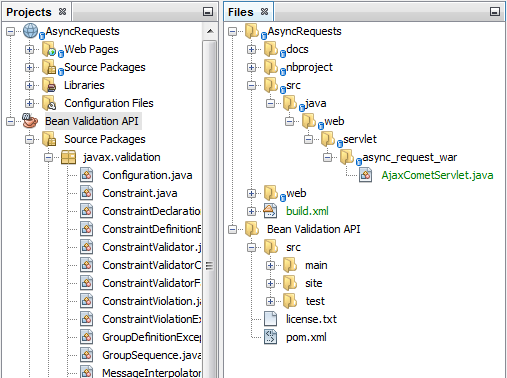 Projects
AsyncRequests
Web Pages
Source Packages
Libraries
Configuration Files
Bean Validation API
Source Packages
javax.validation
Configuration.java
Constraint.java
ConstraintDeclaratio
ConstraintDefinitionE
ConstraintValidator.j
ConstraintValidatorC
ConstraintValidatorF
ConstraintViolation.j
ConstraintViolationEx
GroupDefinitionExcep
GroupSequence.java
MessageInterpolator
Files
AsyncRequests
docs
nbproject
src
java
web
servlet
async_request_war
AjaxCometServlet.java
web
build.xml
Bean Validation API
src
main
site
test
license.txt
pom.xml